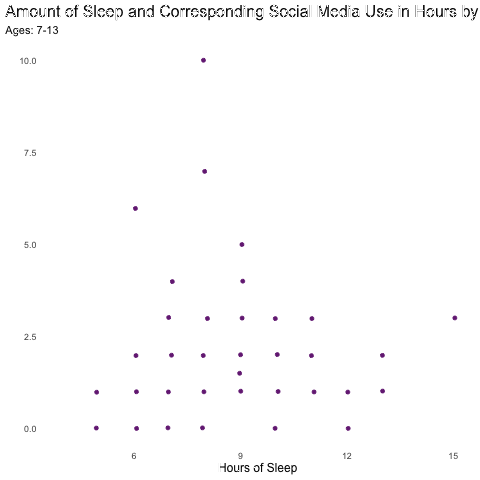 Amount of Sleep and Corresponding Social Media Use in Hours by
Ages: 7-13
10.0
7.5
5.0
2.5
0.0
6 9 12 15
Hours of Sleep